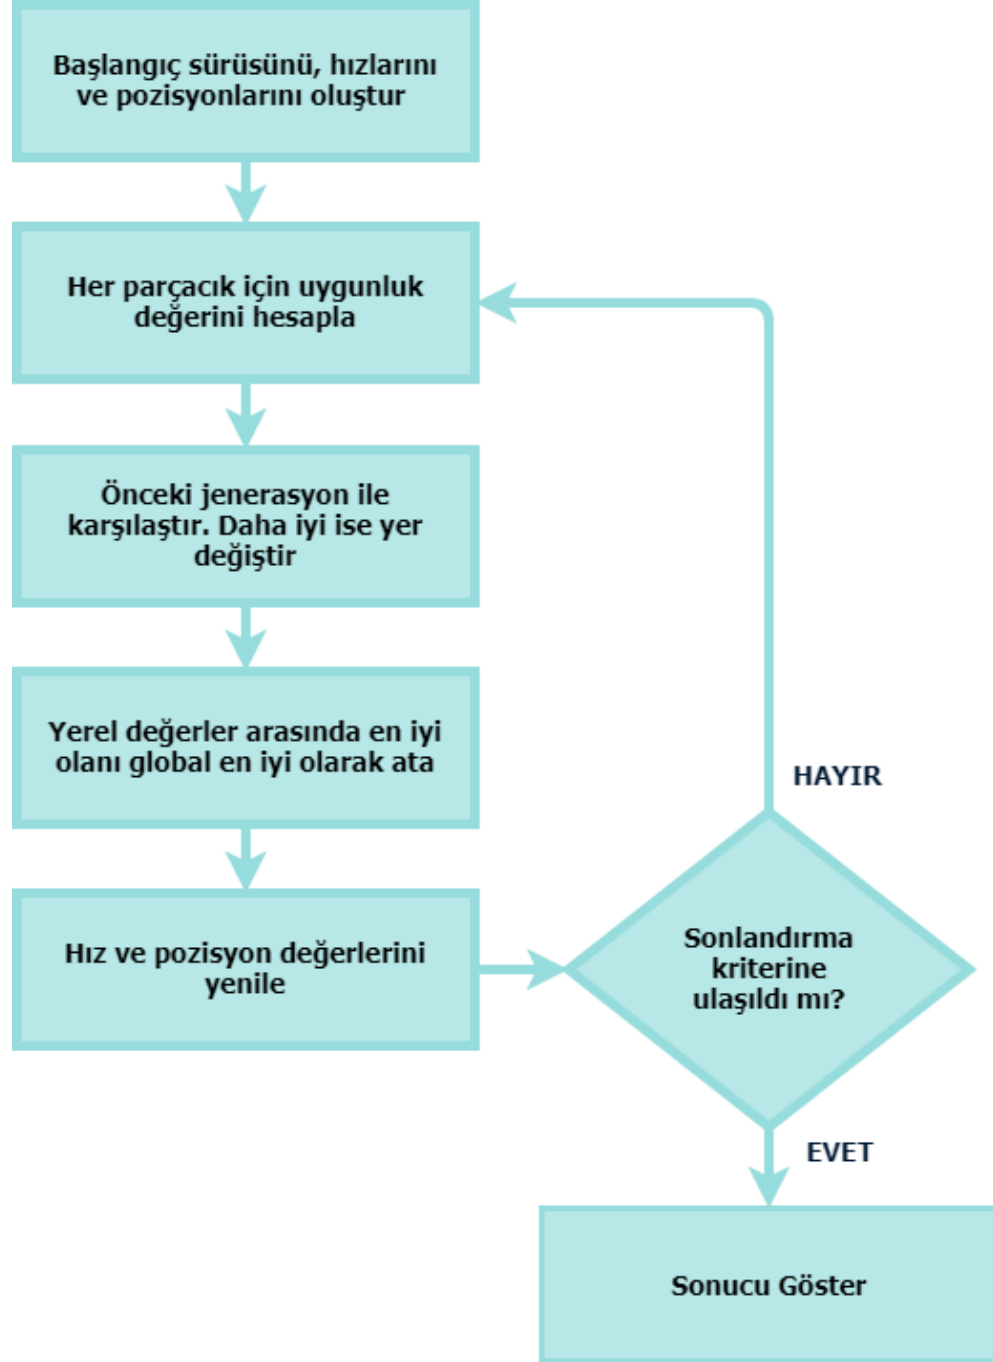 Başlangıç sürüsünü, hızlarını
ve pozisyonlarını oluştur
Her parçacık için uygunluk
değerini hesapla
Önceki jenerasyon ile
karşılaştır. Daha iyi ise yer
değiştir
Yerel değerler arasında en iyi
olanı global en iyi olarak ata
Hız ve pozisyon değerlerini
yenile
HAYIR
Sonlandırma
kriterine
ulaşıldı mı?
EVET
Sonucu Göster